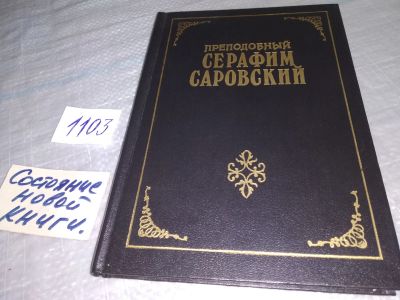 ПРЕПОДОБНЫЙ
СЕРАФИМ
САРОВСКИЙ
1103
Состояние
новой
книги.